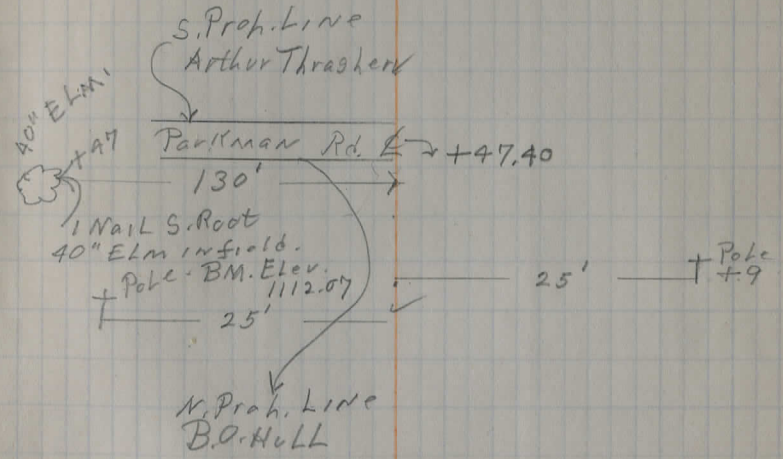 S. Prop. Line
Arthur Thrasher
40" ELM.
+47
Parkman Rd. ℄ +47.40
130'
1 Nail S. Root
40" Elm in field.
Pole - BM. Elev.
1112.07
25'
25'
Pole
+.9
N. Prop. Line
B.O. Hull